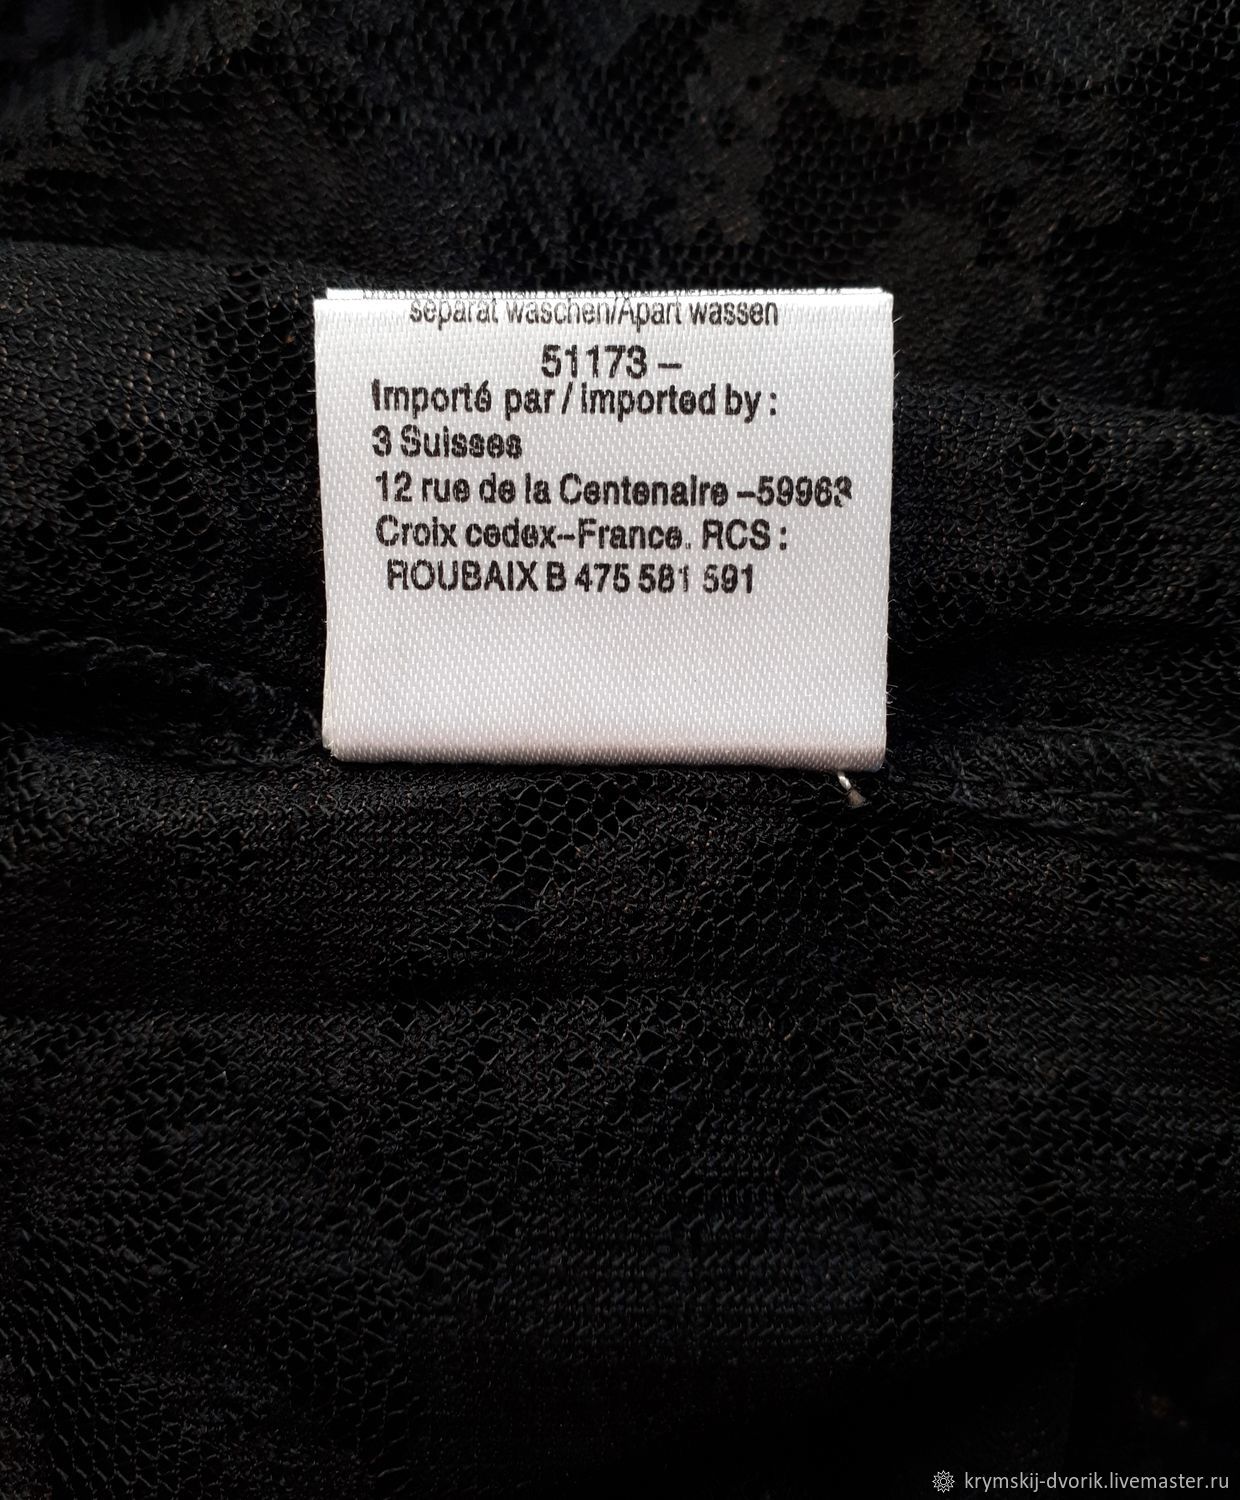 separat waschen/Apart wassen
51173 –
Importé par / imported by :
3 Suisses
12 rue de la Centenaire –59963
Croix cedex–France. RCS :
ROUBAIX B 475 581 591
krymskij-dvorik.livemaster.ru